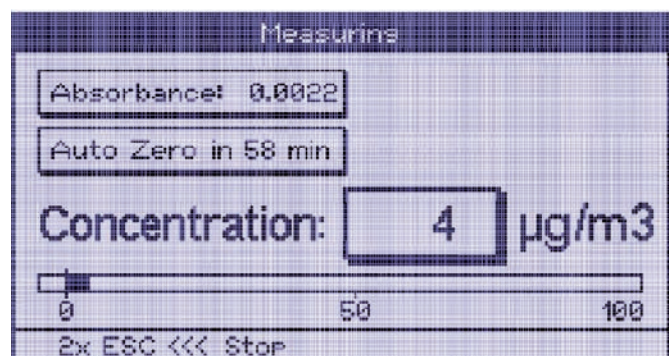 Measuring
Absorbance: 0.0022
Auto Zero in 58 min
Concentration: 4 µg/m3
0 50 100
2x ESC <<< Stop